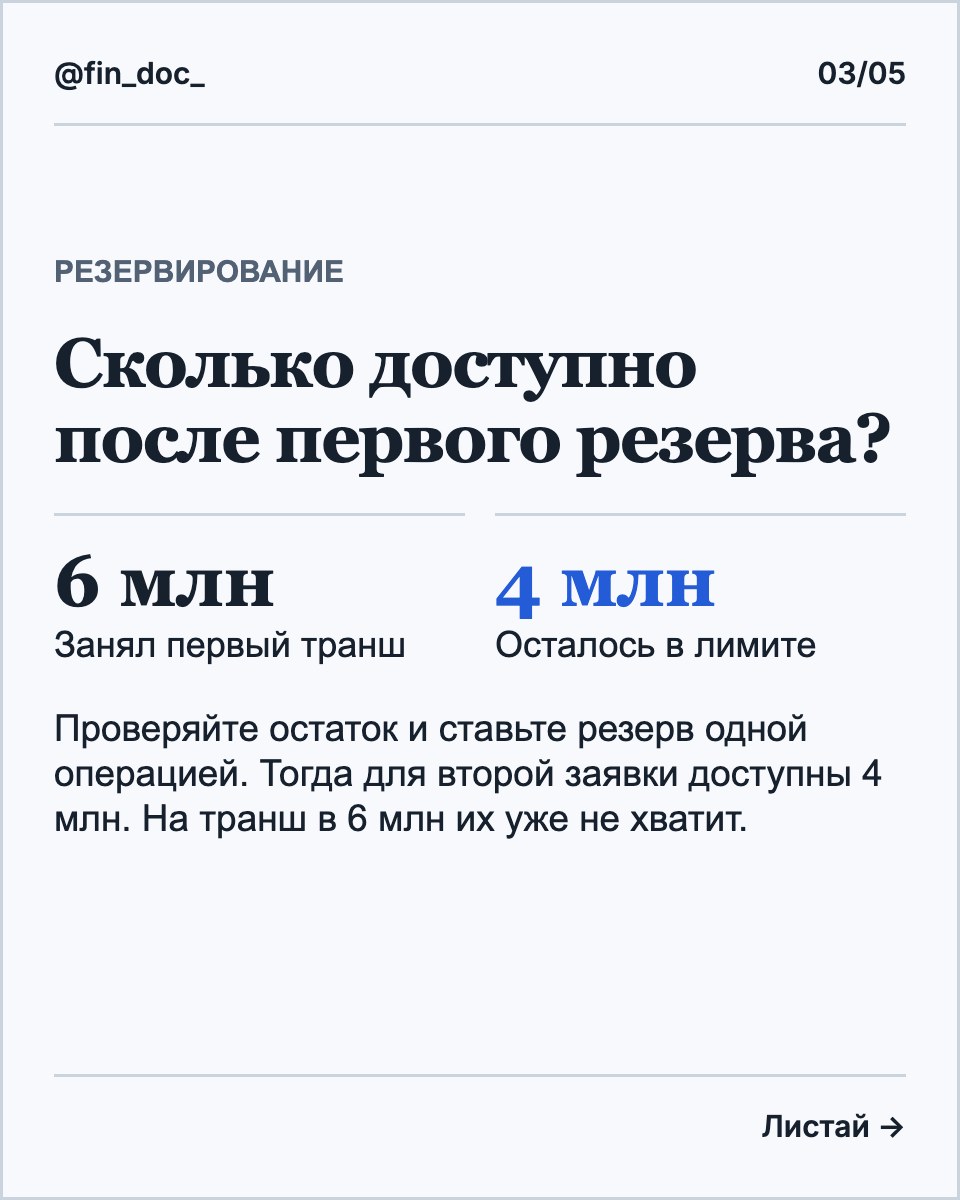 @fin_doc_
03/05
РЕЗЕРВИРОВАНИЕ
Сколько доступно
после первого резерва?
6 млн
Занял первый транш
4 млн
Осталось в лимите
Проверяйте остаток и ставьте резерв одной
операцией. Тогда для второй заявки доступны 4
млн. На транш в 6 млн их уже не хватит.
Листай →